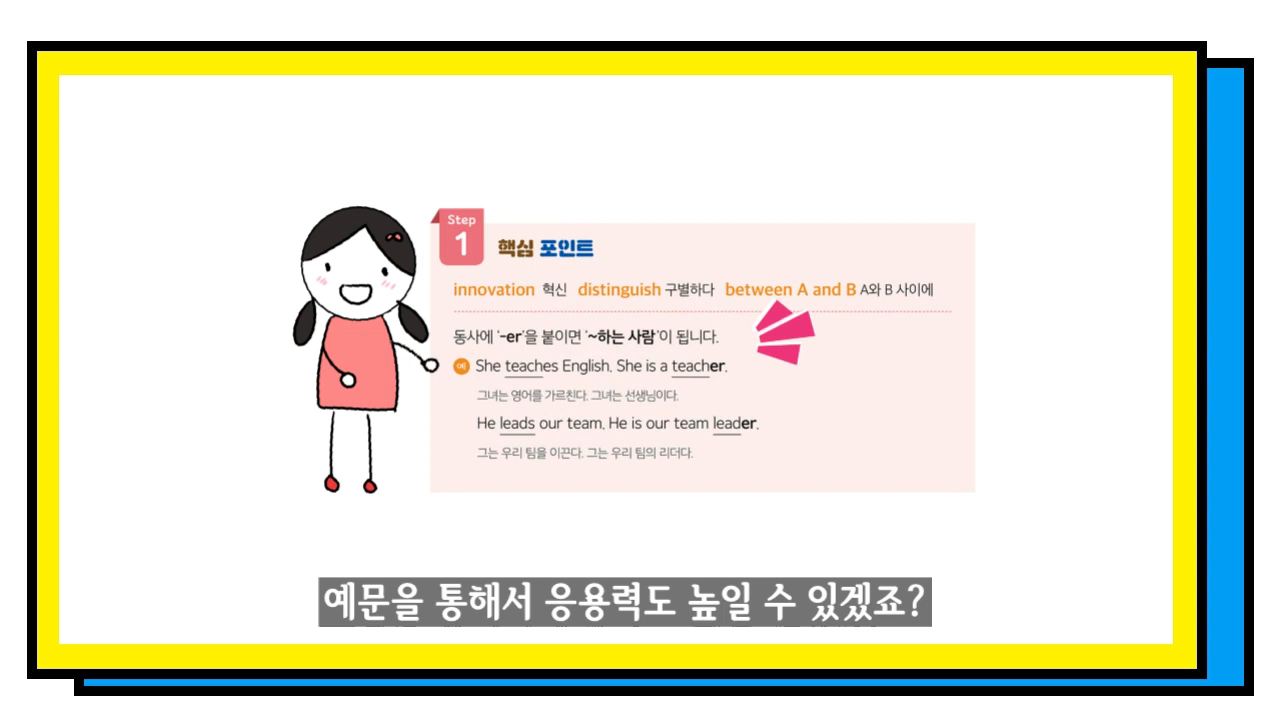 Step
1
핵심 포인트
innovation 혁신 distinguish 구별하다 between A and B A와 B 사이에
동사에 '-er'을 붙이면 '~하는 사람'이 됩니다.
예 She teaches English. She is a teacher.
그녀는 영어를 가르친다. 그녀는 선생님이다.
He leads our team. He is our team leader.
그는 우리 팀을 이끈다. 그는 우리 팀의 리더다.
예문을 통해서 응용력도 높일 수 있겠죠?